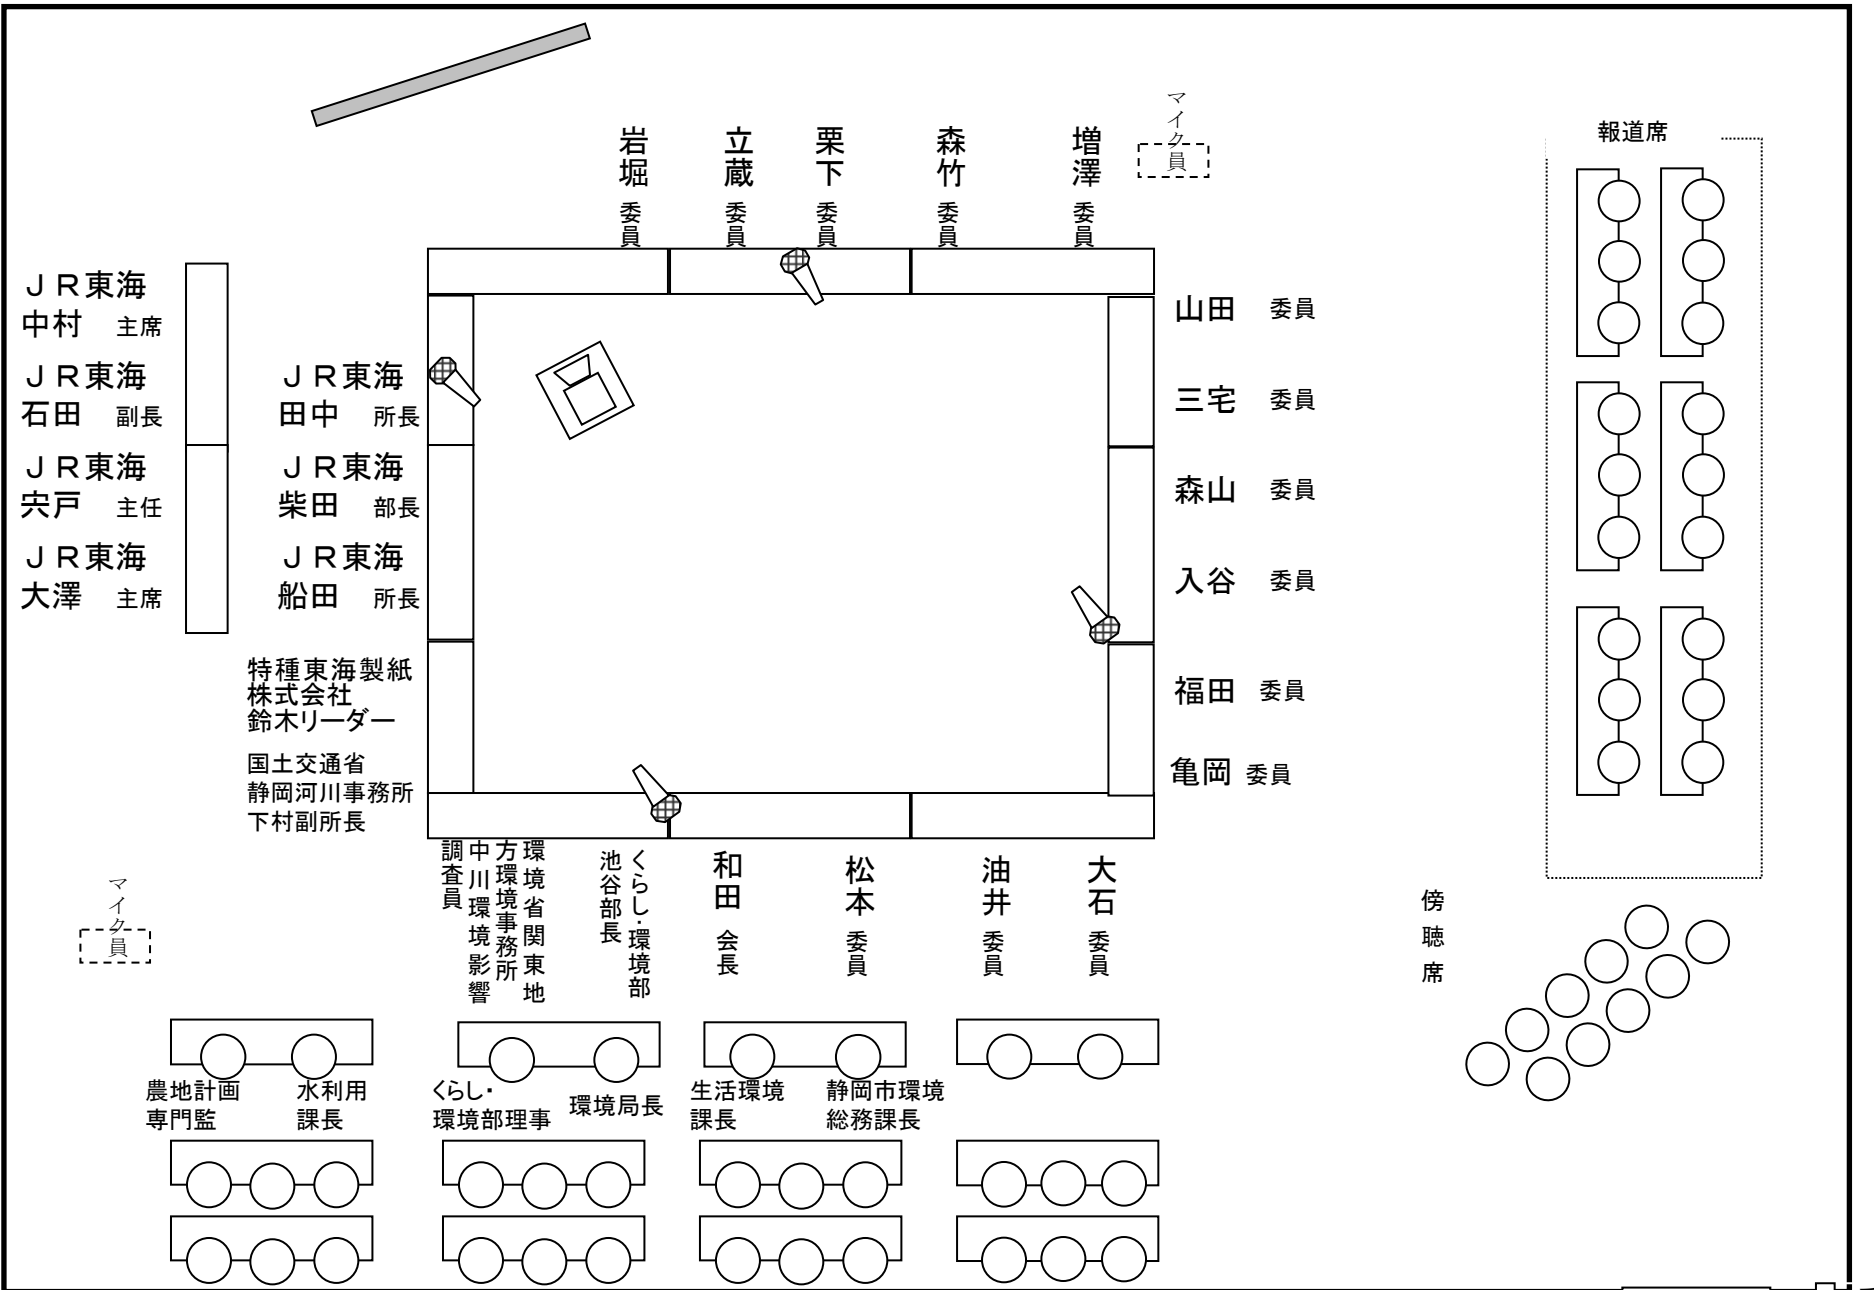 マイク員
報道席
岩堀 委員
立蔵 委員
栗下 委員
森竹 委員
増澤 委員
ＪＲ東海
中村 主席
ＪＲ東海
石田 副長
ＪＲ東海
宍戸 主任
ＪＲ東海
大澤 主席
ＪＲ東海
田中 所長
ＪＲ東海
柴田 部長
ＪＲ東海
船田 所長
特種東海製紙
株式会社
鈴木リーダー
国土交通省
静岡河川事務所
下村副所長
山田 委員
三宅 委員
森山 委員
入谷 委員
福田 委員
亀岡 委員
環境省関東地
方環境事務所
中川環境影響
調査員
くらし・環境部
池谷部長
和田 会長
松本 委員
油井 委員
大石 委員
マイク員
傍聴席
農地計画
専門監
水利用
課長
くらし・
環境部理事
環境局長
生活環境
課長
静岡市環境
総務課長